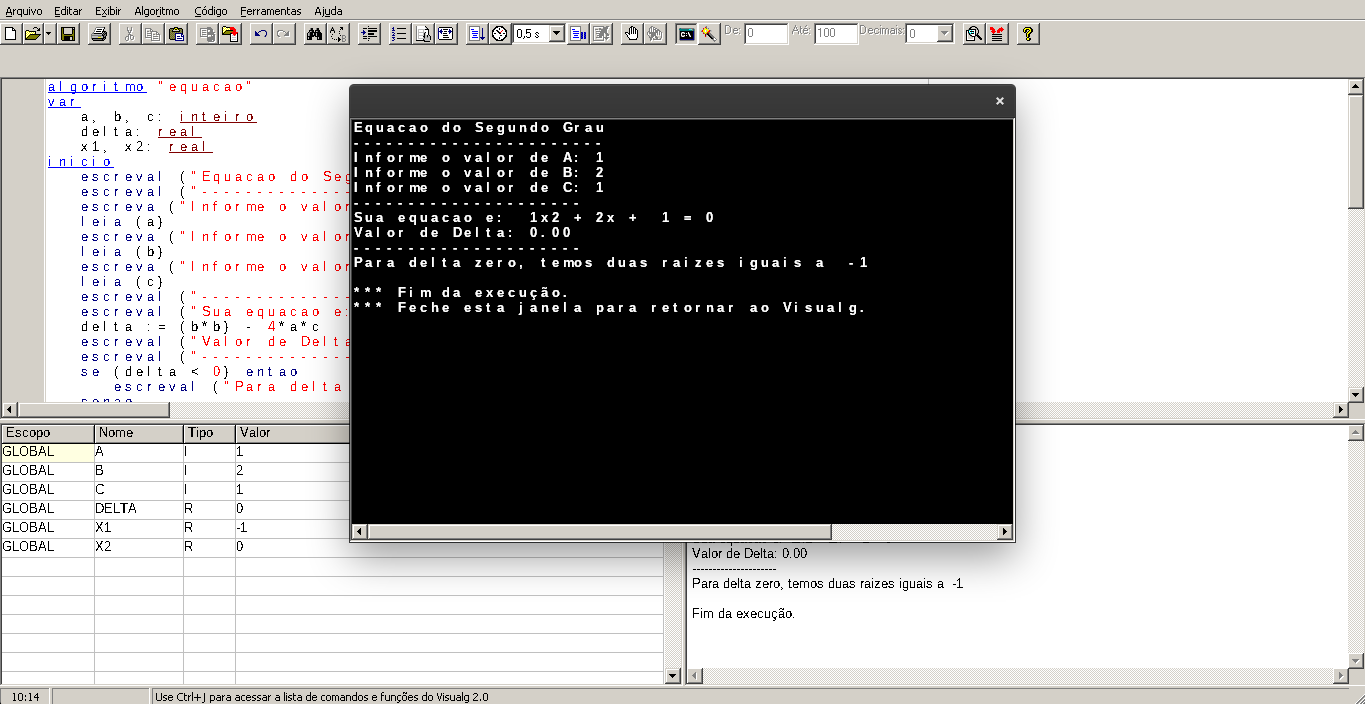 Arquivo Editar Exibir Algoritmo Código Ferramentas Ajuda
0,5 s De: 0 Até: 100 Decimais: 0
algoritmo "equacao"
var
a, b, c: inteiro
delta: real
x1, x2: real
inicio
escreval ("Equacao do Seg
escreval ("--------------
escreva ("Informe o valor
leia (a)
escreva ("Informe o valor
leia (b)
escreva ("Informe o valor
leia (c)
escreval ("--------------
escreval ("Sua equacao e:
delta := (b*b) - 4*a*c
escreval ("Valor de Delta
escreval ("--------------
se (delta < 0) entao
escreval ("Para delta
senao
Equacao do Segundo Grau
-----------------------
Informe o valor de A: 1
Informe o valor de B: 2
Informe o valor de C: 1
---------------------
Sua equacao e:  1x2 + 2x +  1 = 0
Valor de Delta: 0.00
---------------------
Para delta zero, temos duas raizes iguais a  -1
*** Fim da execução.
*** Feche esta janela para retornar ao Visualg.
Escopo Nome Tipo Valor
GLOBAL A I 1
GLOBAL B I 2
GLOBAL C I 1
GLOBAL DELTA R 0
GLOBAL X1 R -1
GLOBAL X2 R 0
Valor de Delta: 0.00
---------------------
Para delta zero, temos duas raizes iguais a  -1
Fim da execução.
10:14 Use Ctrl+J para acessar a lista de comandos e funções do Visualg 2.0